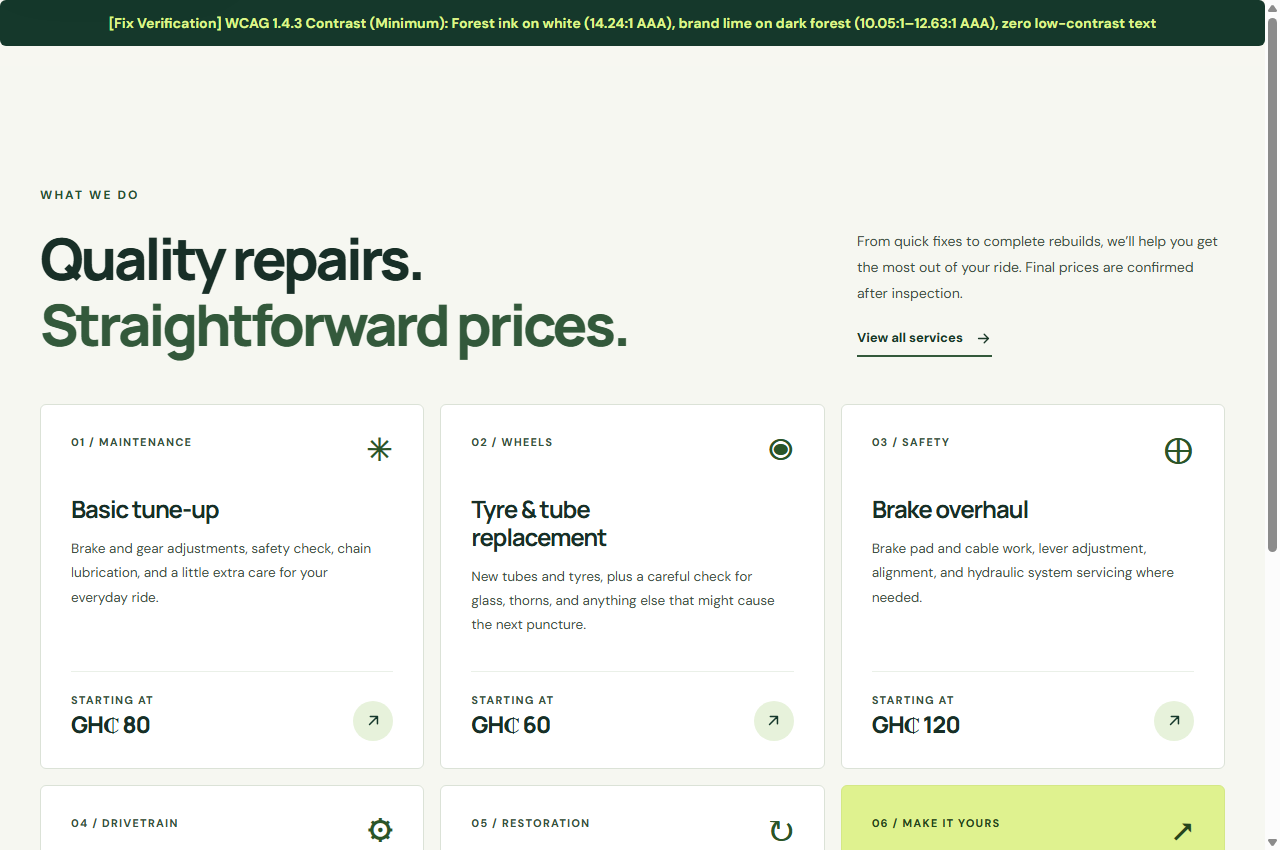 [Fix Verification] WCAG 1.4.3 Contrast (Minimum): Forest ink on white (14.24:1 AAA), brand lime on dark forest (10.05:1–12.63:1 AAA), zero low-contrast text
WHAT WE DO
Quality repairs.
Straightforward prices.
From quick fixes to complete rebuilds, we’ll help you get
the most out of your ride. Final prices are confirmed
after inspection.
View all services →
01 / MAINTENANCE
Basic tune-up
Brake and gear adjustments, safety check, chain
lubrication, and a little extra care for your
everyday ride.
STARTING AT
GH₵ 80
02 / WHEELS
Tyre & tube
replacement
New tubes and tyres, plus a careful check for
glass, thorns, and anything else that might cause
the next puncture.
STARTING AT
GH₵ 60
03 / SAFETY
Brake overhaul
Brake pad and cable work, lever adjustment,
alignment, and hydraulic system servicing where
needed.
STARTING AT
GH₵ 120
04 / DRIVETRAIN
05 / RESTORATION
06 / MAKE IT YOURS